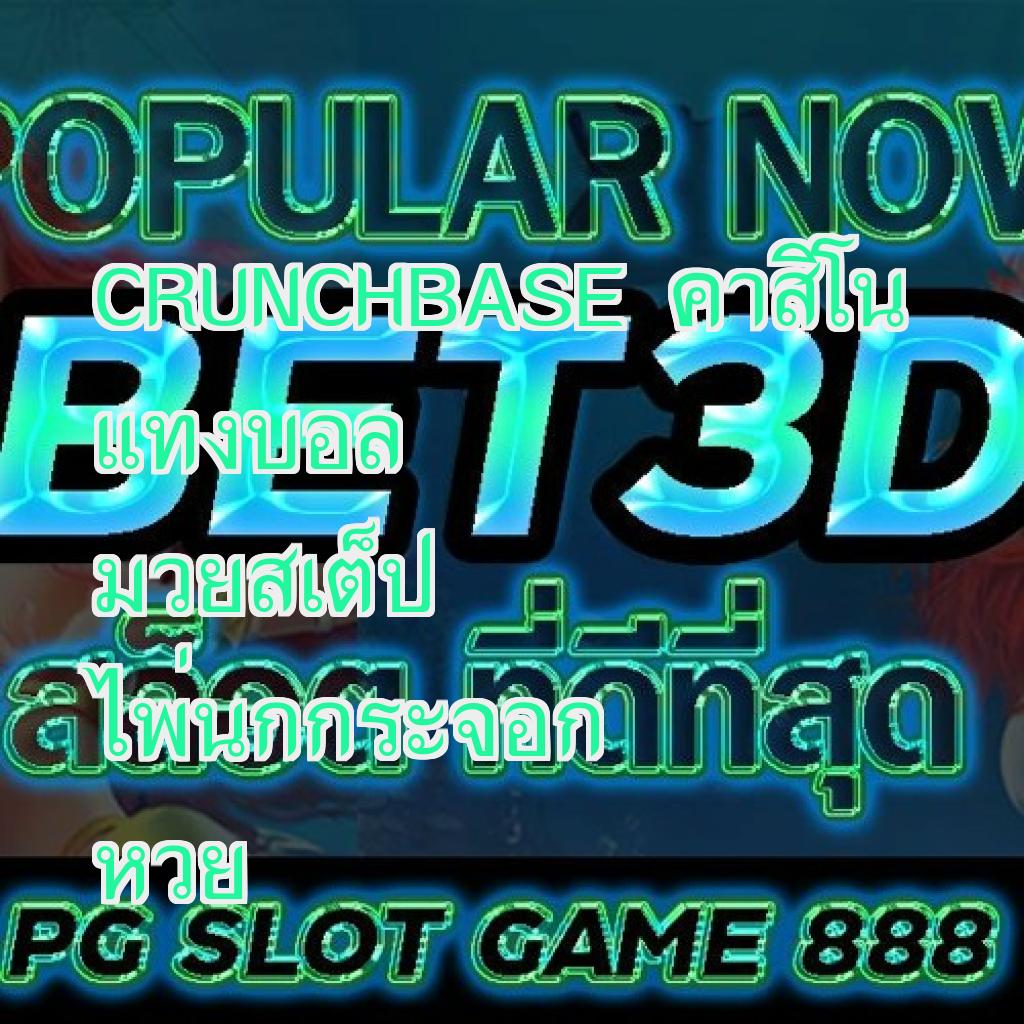 POPULAR NOW
CRUNCHBASE คาสิโน
BET3D
แทงบอล
มวยสเต็ป
สล็อต ที่ดีที่สุด
ไพ่นกกระจอก
หวย
PG SLOT GAME 888